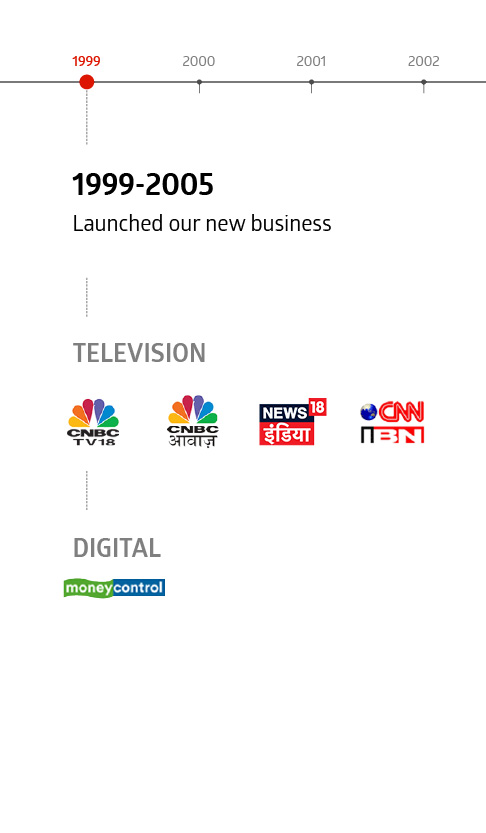 1999 2000 2001 2002
1999-2005
Launched our new business
TELEVISION
CNBC
TV18
CNBC
आवाज़
NEWS 18
इंडिया
CNN
IBN
DIGITAL
moneycontrol